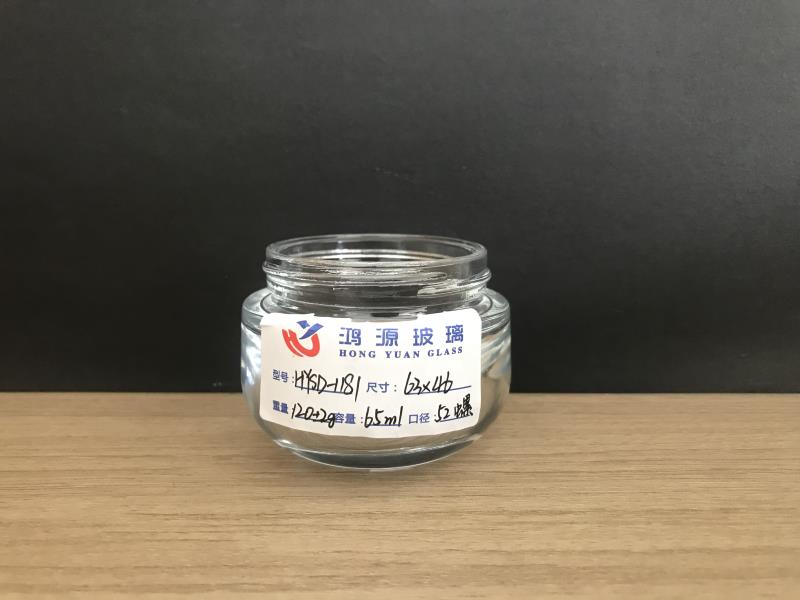 鸿源玻璃
HONG YUAN GLASS
型号:HYSD-1181 尺寸:63×46
重量120±2g容量:65ml 口径:52螺